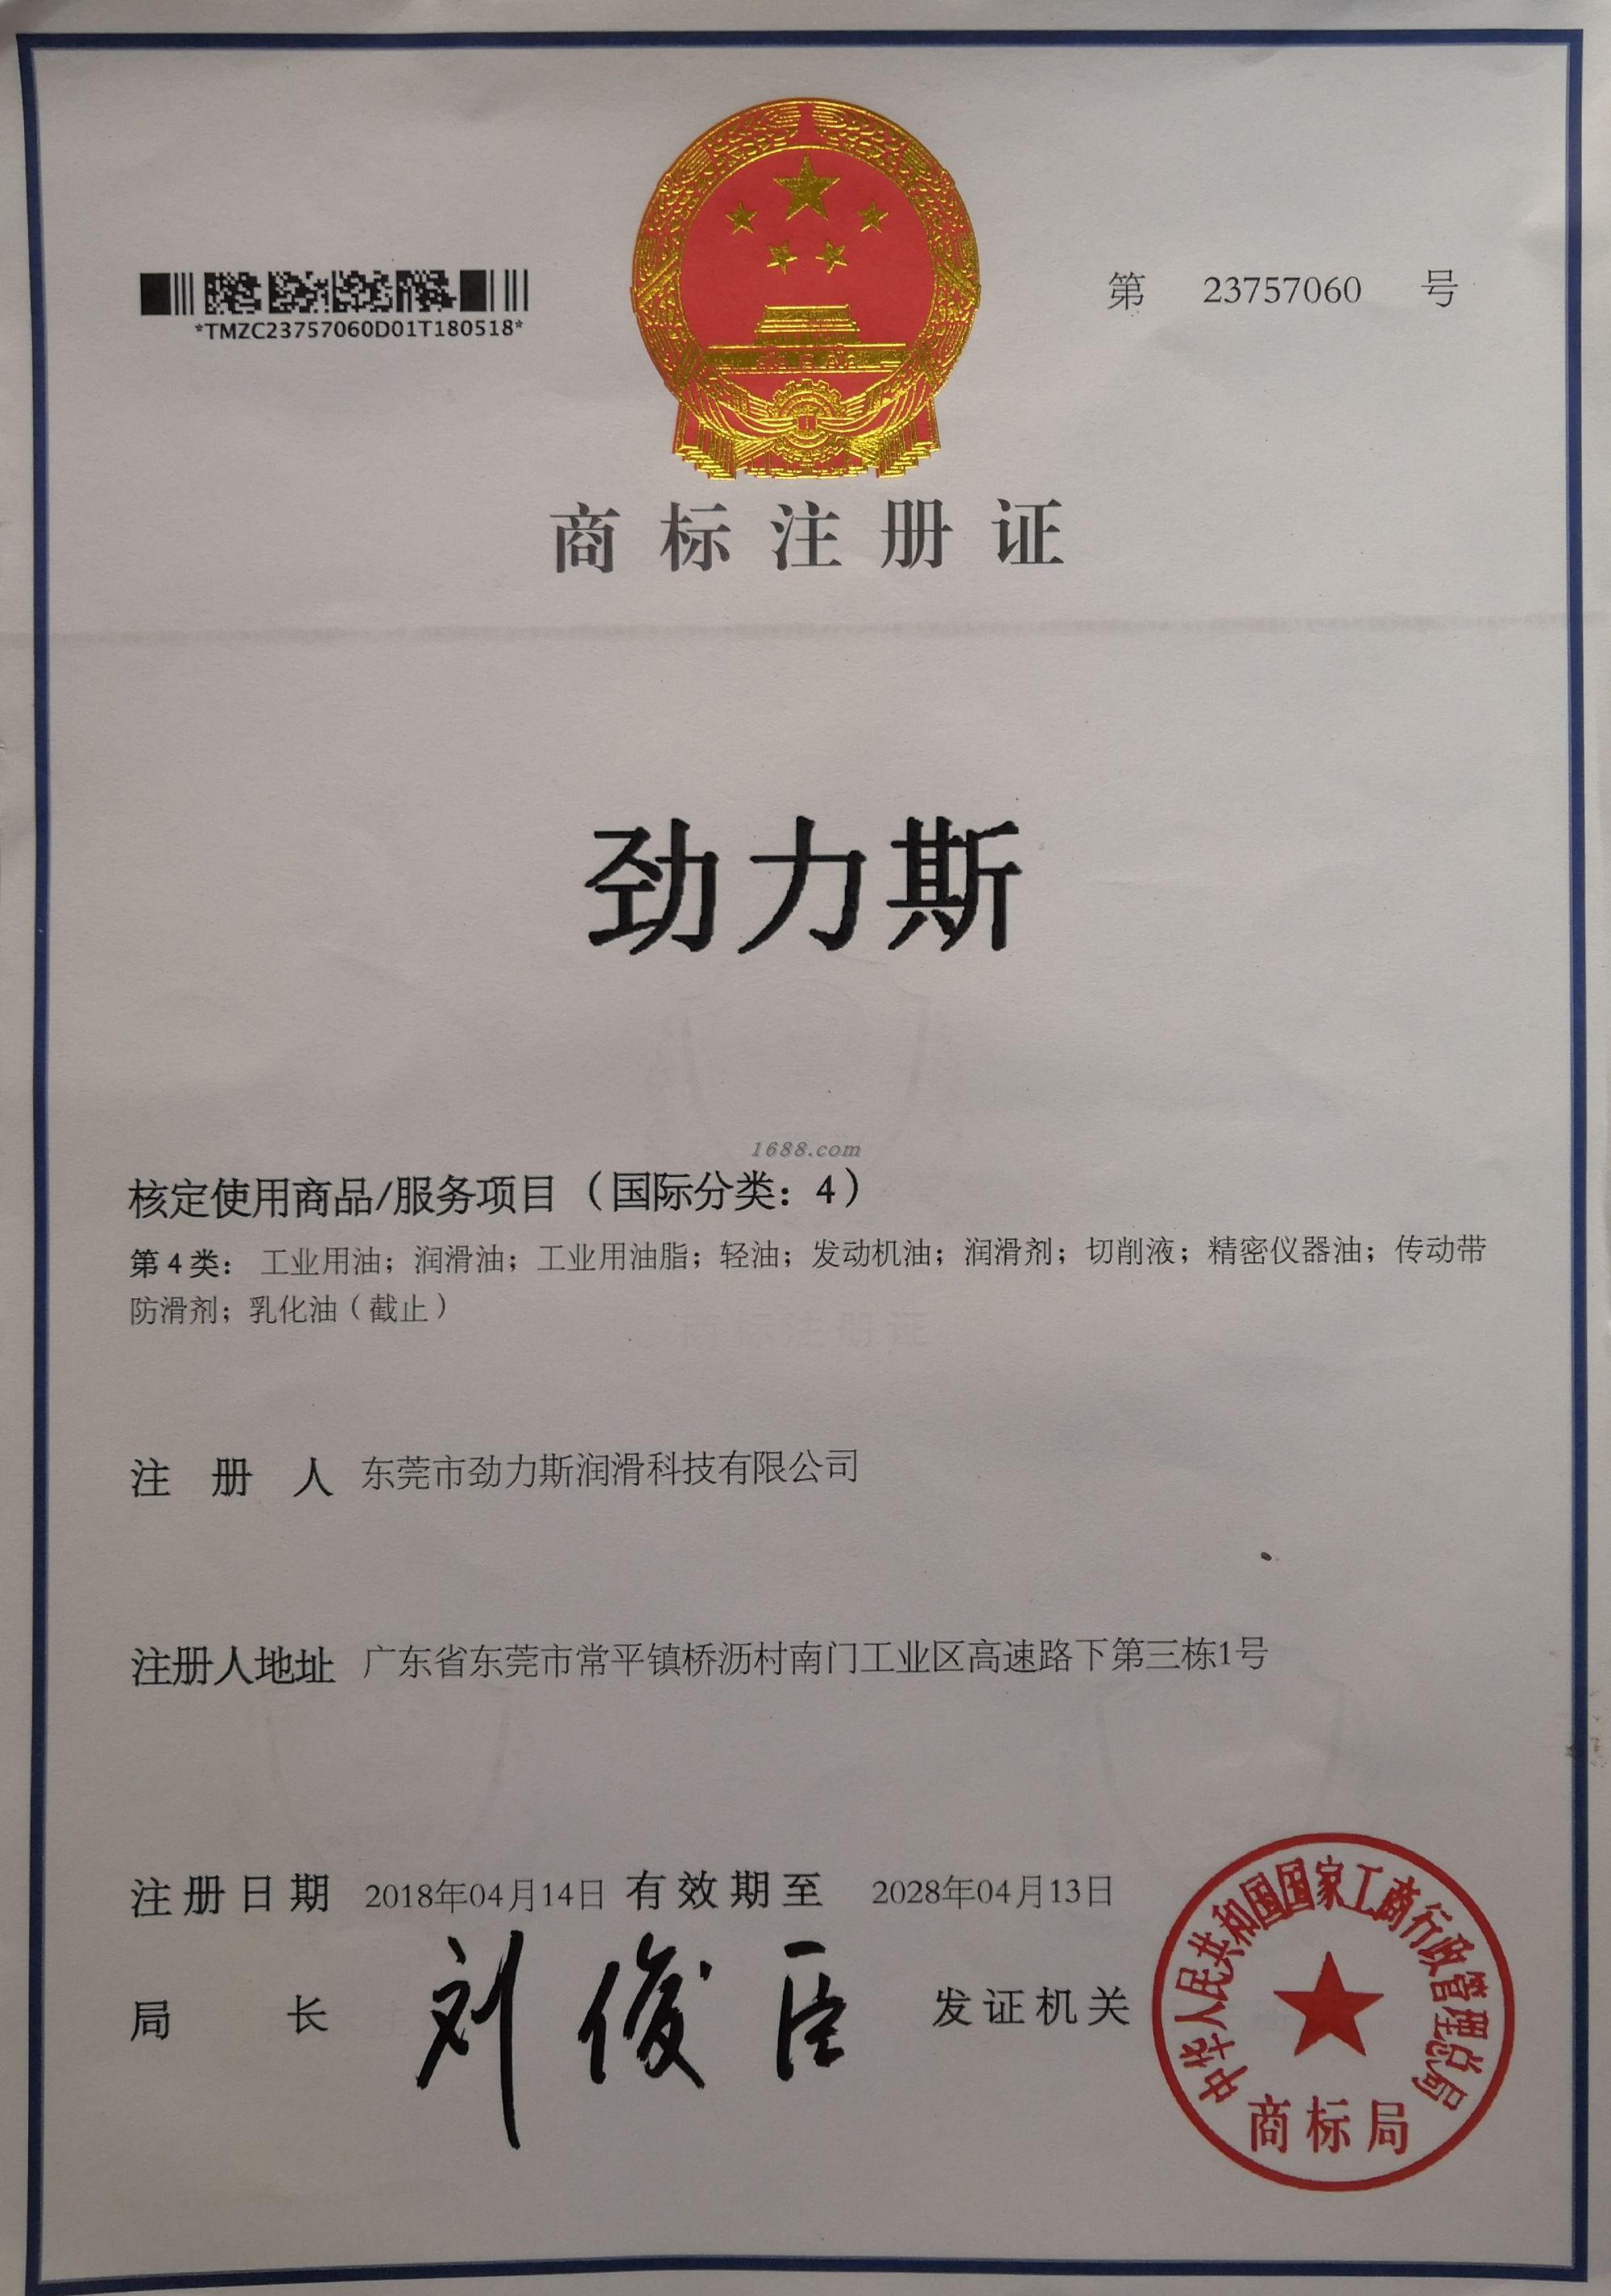 *TMZC23757060D01T180518*
第 23757060 号
商标注册证
劲力斯
1688.com
核定使用商品/服务项目（国际分类：4）
第4类：工业用油；润滑油；工业用油脂；轻油；发动机油；润滑剂；切削液；精密仪器油；传动带
防滑剂；乳化油（截止）
商标注册证
注册人 东莞市劲力斯润滑科技有限公司
注册人地址 广东省东莞市常平镇桥沥村南门工业区高速路下第三栋1号
注册日期 2018年04月14日 有效期至 2028年04月13日
局长 刘俊臣 发证机关
中华人民共和国国家工商行政管理总局
商标局